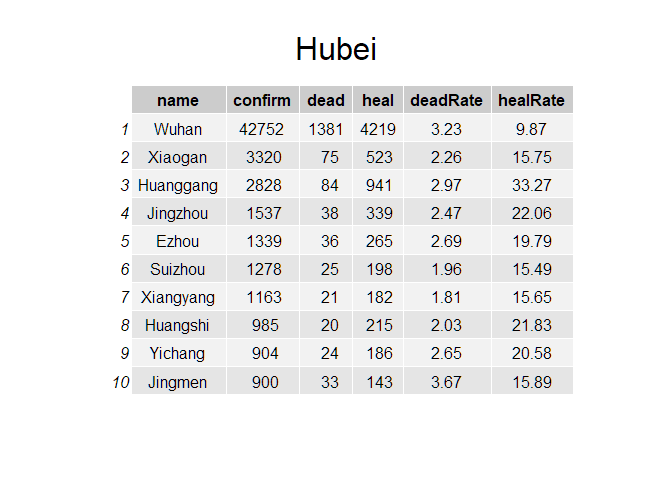 Hubei
name confirm dead heal deadRate healRate
1 Wuhan 42752 1381 4219 3.23 9.87
2 Xiaogan 3320 75 523 2.26 15.75
3 Huanggang 2828 84 941 2.97 33.27
4 Jingzhou 1537 38 339 2.47 22.06
5 Ezhou 1339 36 265 2.69 19.79
6 Suizhou 1278 25 198 1.96 15.49
7 Xiangyang 1163 21 182 1.81 15.65
8 Huangshi 985 20 215 2.03 21.83
9 Yichang 904 24 186 2.65 20.58
10 Jingmen 900 33 143 3.67 15.89